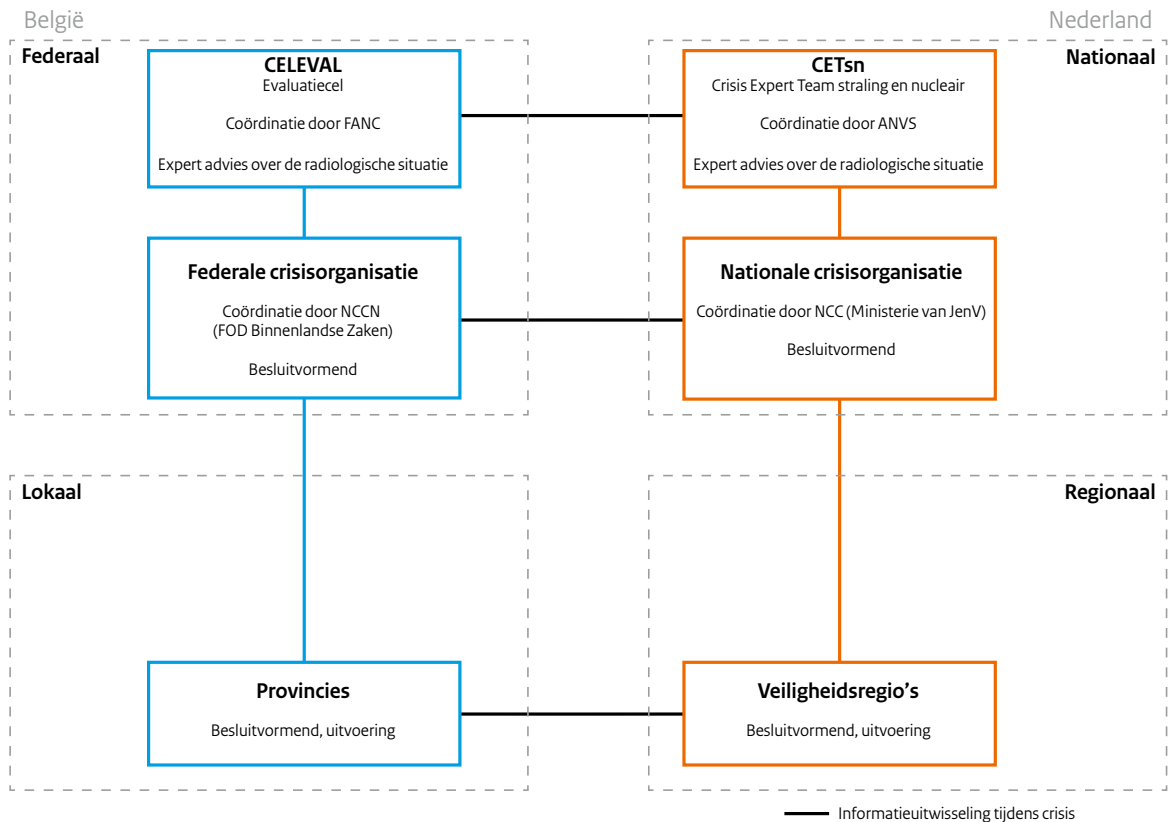 België
Nederland
Federaal
Nationaal
CELEVAL
Evaluatiecel
Coördinatie door FANC
Expert advies over de radiologische situatie
CETsn
Crisis Expert Team straling en nucleair
Coördinatie door ANVS
Expert advies over de radiologische situatie
Federale crisisorganisatie
Coördinatie door NCCN
(FOD Binnenlandse Zaken)
Besluitvormend
Nationale crisisorganisatie
Coördinatie door NCC (Ministerie van JenV)
Besluitvormend
Lokaal
Regionaal
Provincies
Besluitvormend, uitvoering
Veiligheidsregio's
Besluitvormend, uitvoering
Informatieuitwisseling tijdens crisis